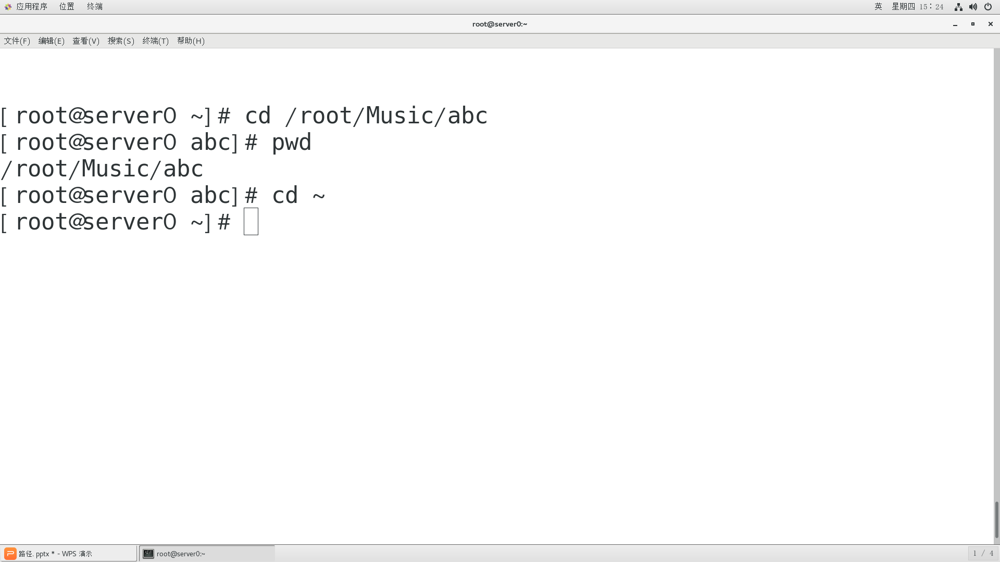 应用程序 位置 终端 英 星期四 15：24
root@server0:~
文件(F) 编辑(E) 查看(V) 搜索(S) 终端(T) 帮助(H)
[root@server0 ~]# cd /root/Music/abc
[root@server0 abc]# pwd
/root/Music/abc
[root@server0 abc]# cd ~
[root@server0 ~]#
路径.pptx * - WPS 演示 root@server0:~ 1 / 4